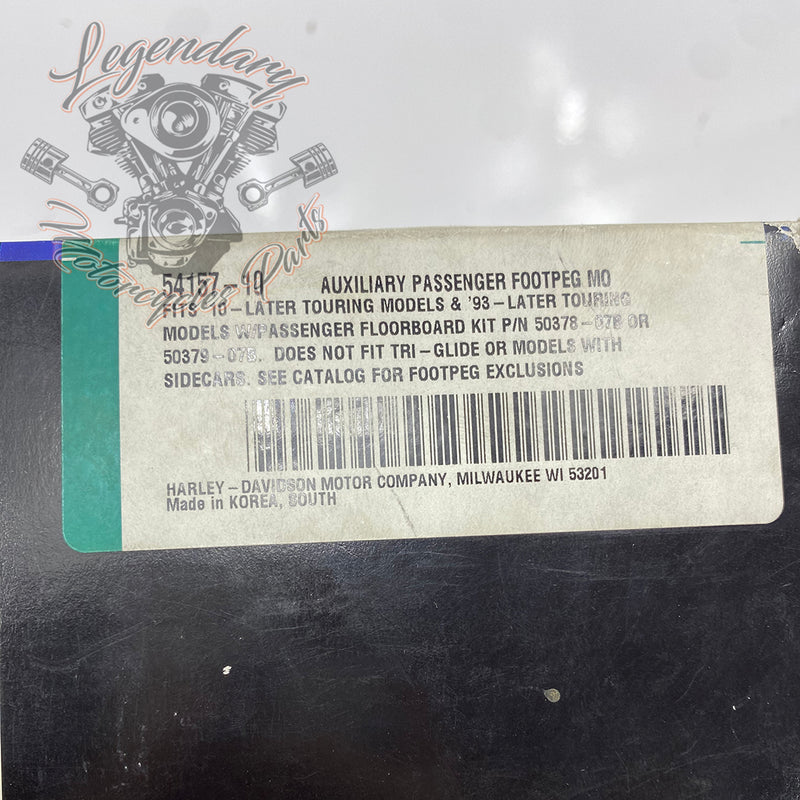 Legendary
W
Motorcycles Parts
54157-10 AUXILIARY PASSENGER FOOTPEG MO
FITS '10-LATER TOURING MODELS & '93-LATER TOURING
MODELS W/PASSENGER FLOORBOARD KIT P/N 50378-07B OR
50379-07B. DOES NOT FIT TRI-GLIDE OR MODELS WITH
SIDECARS. SEE CATALOG FOR FOOTPEG EXCLUSIONS
HARLEY-DAVIDSON MOTOR COMPANY, MILWAUKEE WI 53201
Made in KOREA, SOUTH